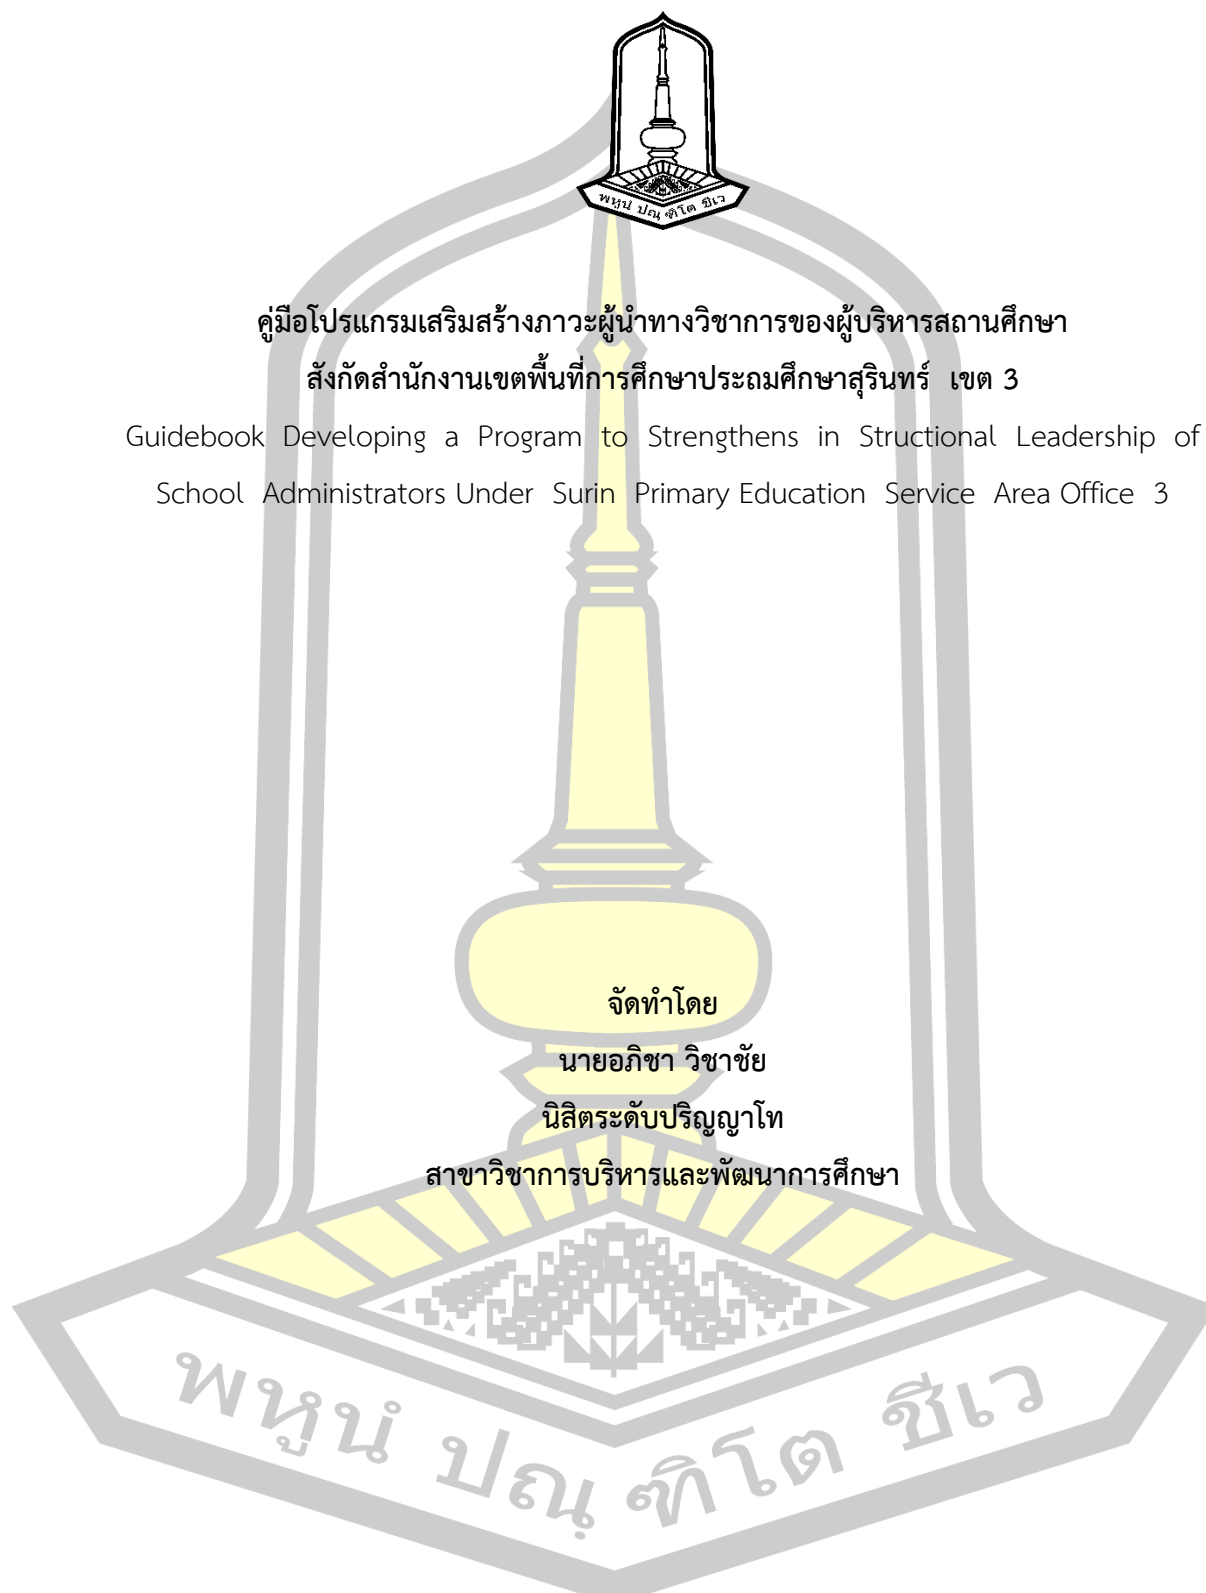 พหูนํ ปณฺฑิโต ชีเว
คู่มือโปรแกรมเสริมสร้างภาวะผู้นำทางวิชาการของผู้บริหารสถานศึกษา
สังกัดสำนักงานเขตพื้นที่การศึกษาประถมศึกษาสุรินทร์ เขต 3
Guidebook Developing a Program to Strengthens in Structional Leadership of
School Administrators Under Surin Primary Education Service Area Office 3
จัดทำโดย
นายอภิชา วิชาชัย
นิสิตระดับปริญญาโท
สาขาวิชาการบริหารและพัฒนาการศึกษา
พหูนํ ปณฺฑิโต ชีเว